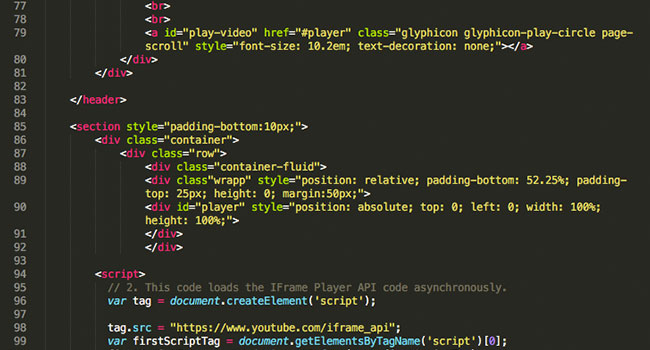 77 <br>
78 <br>
79 <a id="play-video" href="#player" class="glyphicon glyphicon-play-circle page-
scroll" style="font-size: 10.2em; text-decoration: none;"></a>
80 </div>
81 </div>
82
83 </header>
84
85 <section style="padding-bottom:10px;">
86 <div class="container">
87 <div class="row">
88 <div class="container-fluid">
89 <div class"wrapp" style="position: relative; padding-bottom: 52.25%; padding-
top: 25px; height: 0; margin:50px;">
90 <div id="player" style="position: absolute; top: 0; left: 0; width: 100%;
height: 100%;">
91 </div>
92 </div>
93
94 <script>
95 // 2. This code loads the IFrame Player API code asynchronously.
96 var tag = document.createElement('script');
97
98 tag.src = "https://www.youtube.com/iframe_api";
99 var firstScriptTag = document.getElementsByTagName('script')[0];